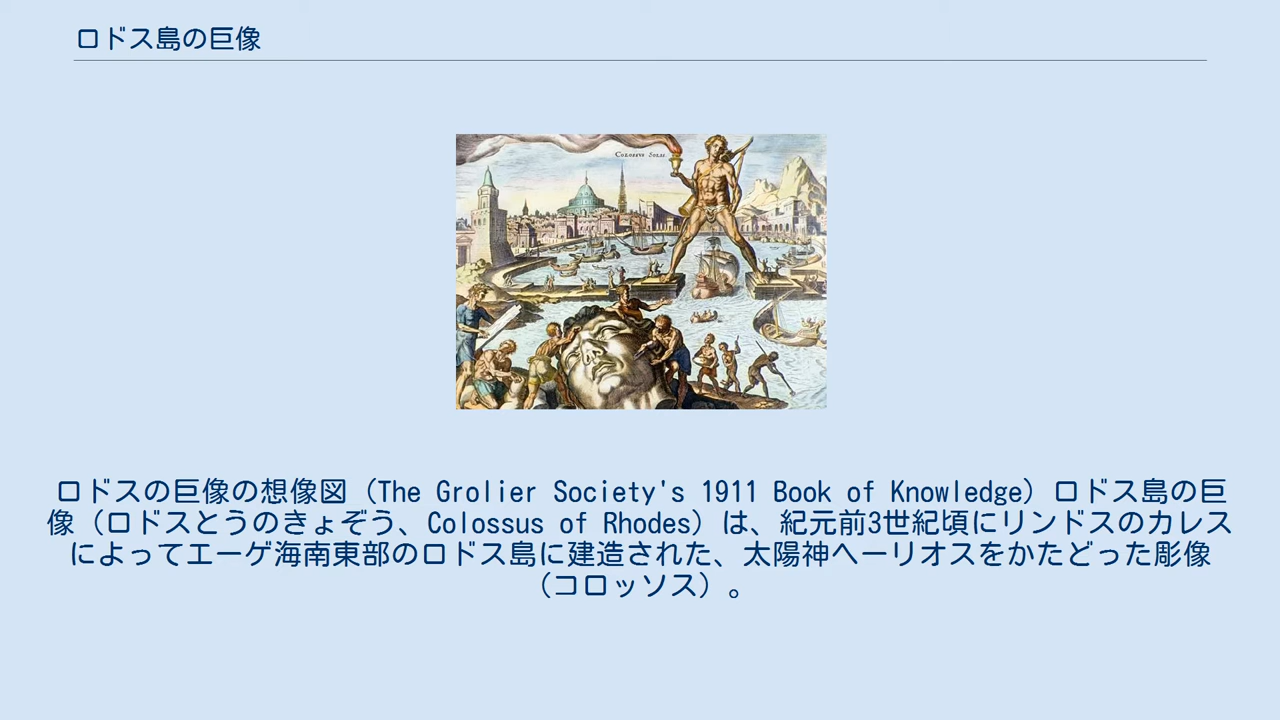 ロドス島の巨像
COLOSSVS SOLIS
ロドスの巨像の想像図（The Grolier Society's 1911 Book of Knowledge）ロドス島の巨
像（ロドスとうのきょぞう、Colossus of Rhodes）は、紀元前3世紀頃にリンドスのカレス
によってエーゲ海南東部のロドス島に建造された、太陽神ヘーリオスをかたどった彫像
（コロッソス）。